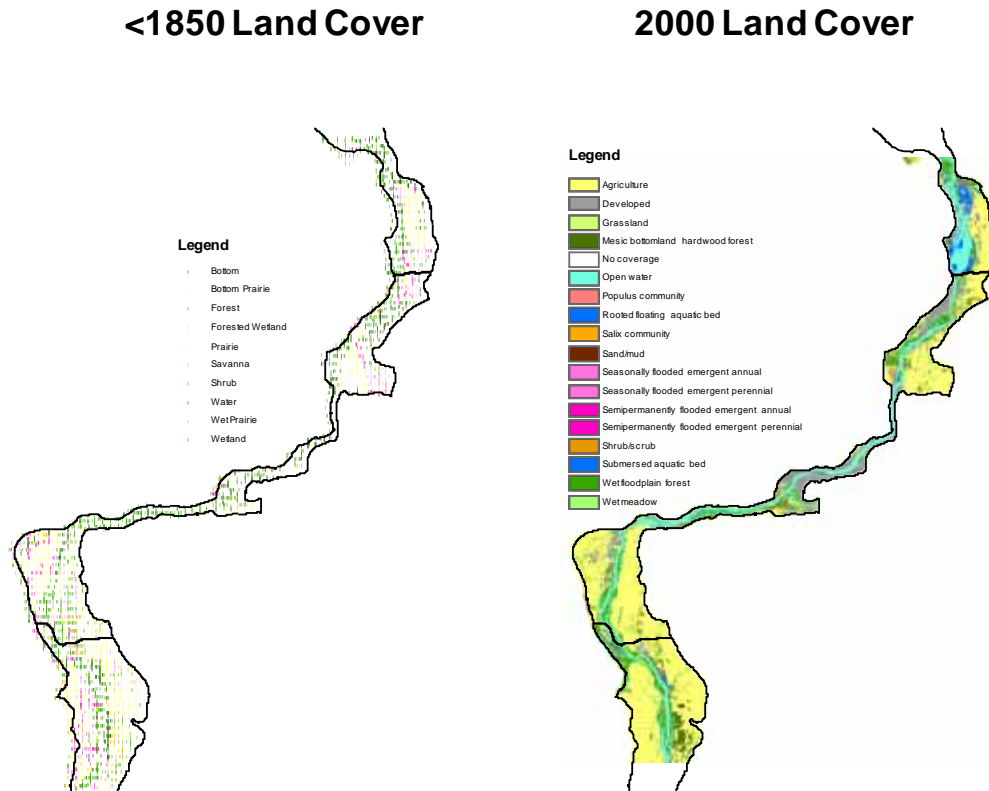 <1850 Land Cover
2000 Land Cover
Legend
Bottom
Bottom Prairie
Forest
Forested Wetland
Prairie
Savanna
Shrub
Water
Wet Prairie
Wetland
Legend
Agriculture
Developed
Grassland
Mesic bottomland hardwood forest
No coverage
Open water
Populus community
Rooted floating aquatic bed
Salix community
Sand/mud
Seasonally flooded emergent annual
Seasonally flooded emergent perennial
Semipermanently flooded emergent annual
Semipermanently flooded emergent perennial
Shrub/scrub
Submersed aquatic bed
Wet floodplain forest
Wet meadow